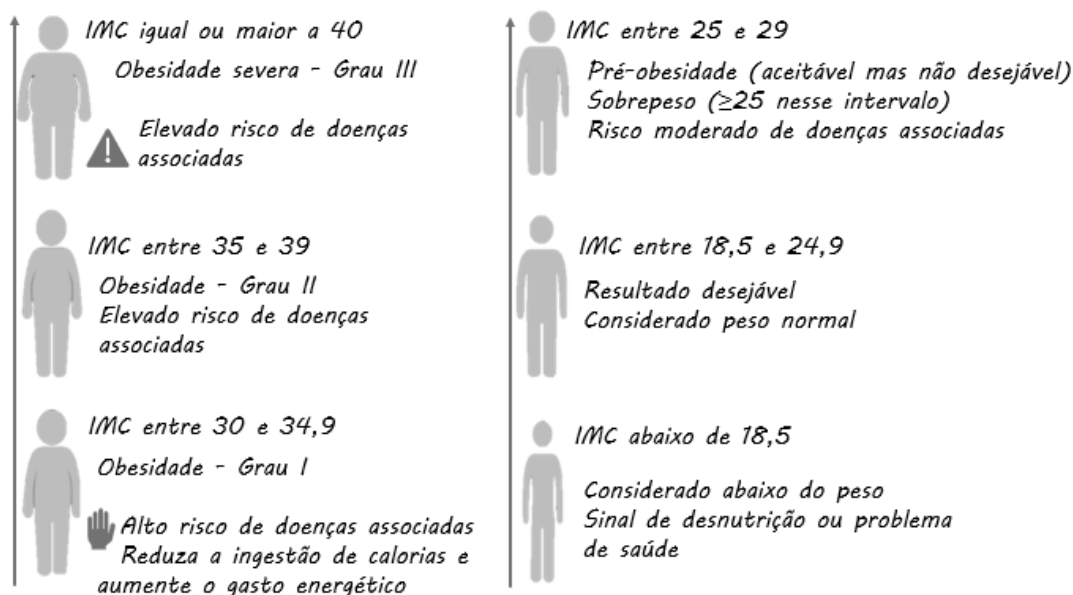 IMC igual ou maior a 40
Obesidade severa - Grau III
Elevado risco de doenças
associadas
IMC entre 35 e 39
Obesidade - Grau II
Elevado risco de doenças
associadas
IMC entre 30 e 34,9
Obesidade - Grau I
Alto risco de doenças associadas
Reduza a ingestão de calorias e
aumente o gasto energético
IMC entre 25 e 29
Pré-obesidade (aceitável mas não desejável)
Sobrepeso (≥25 nesse intervalo)
Risco moderado de doenças associadas
IMC entre 18,5 e 24,9
Resultado desejável
Considerado peso normal
IMC abaixo de 18,5
Considerado abaixo do peso
Sinal de desnutrição ou problema
de saúde